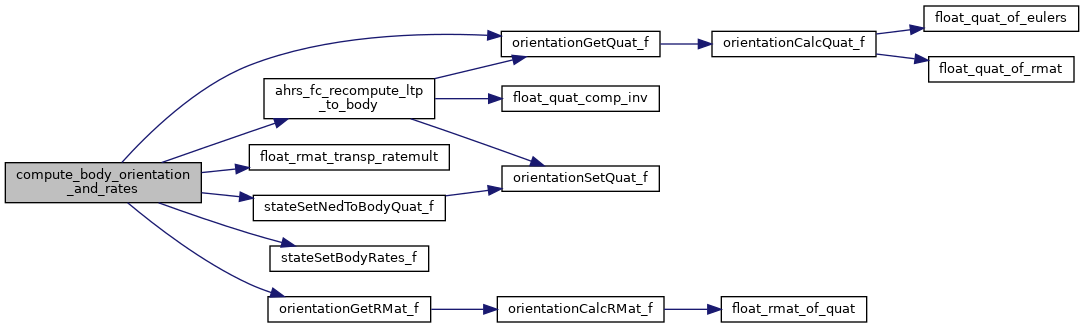 compute_body_orientation
_and_rates
orientationGetQuat_f
ahrs_fc_recompute_ltp
_to_body
float_rmat_transp_ratemult
stateSetNedToBodyQuat_f
stateSetBodyRates_f
orientationGetRMat_f
orientationCalcQuat_f
float_quat_comp_inv
orientationSetQuat_f
orientationCalcRMat_f
float_quat_of_eulers
float_quat_of_rmat
float_rmat_of_quat